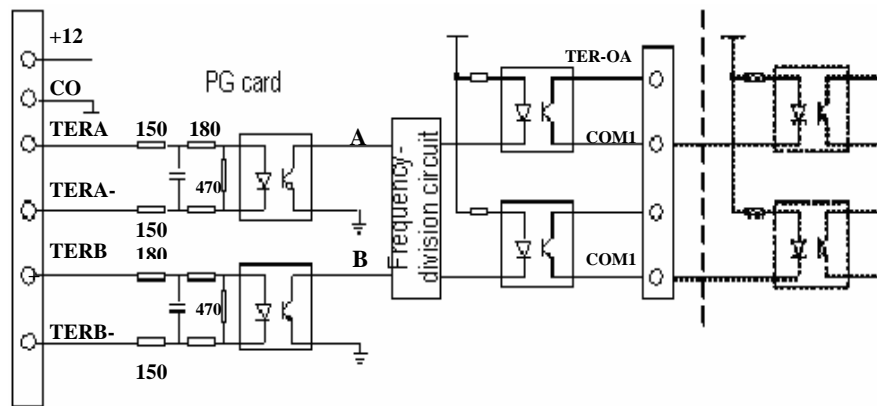 +12
CO
PG card
TERA
150 180
470
TERA-
150
TERB
180
470
TERB-
150
A
B
Frequency-
division circuit
TER-OA
COM1
COM1